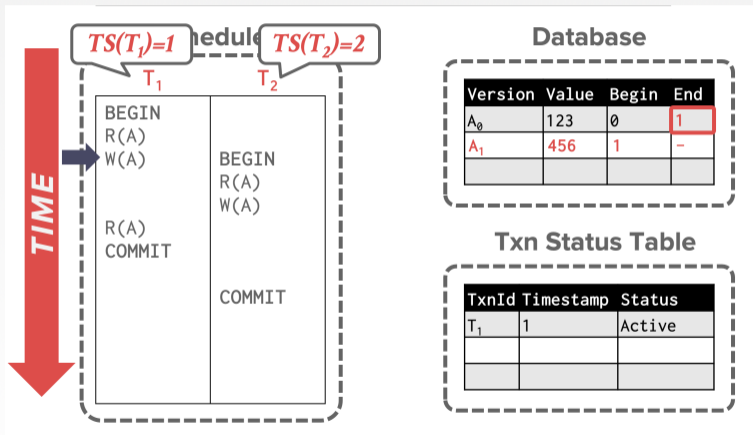 TS(T₁)=1
edule
TS(T₂)=2
T₁
T₂
TIME
BEGIN
R(A)
W(A)
R(A)
COMMIT
BEGIN
R(A)
W(A)
COMMIT
Database
Version Value Begin End
A₀ 123 0 1
A₁ 456 1 -
Txn Status Table
TxnId Timestamp Status
T₁ 1 Active